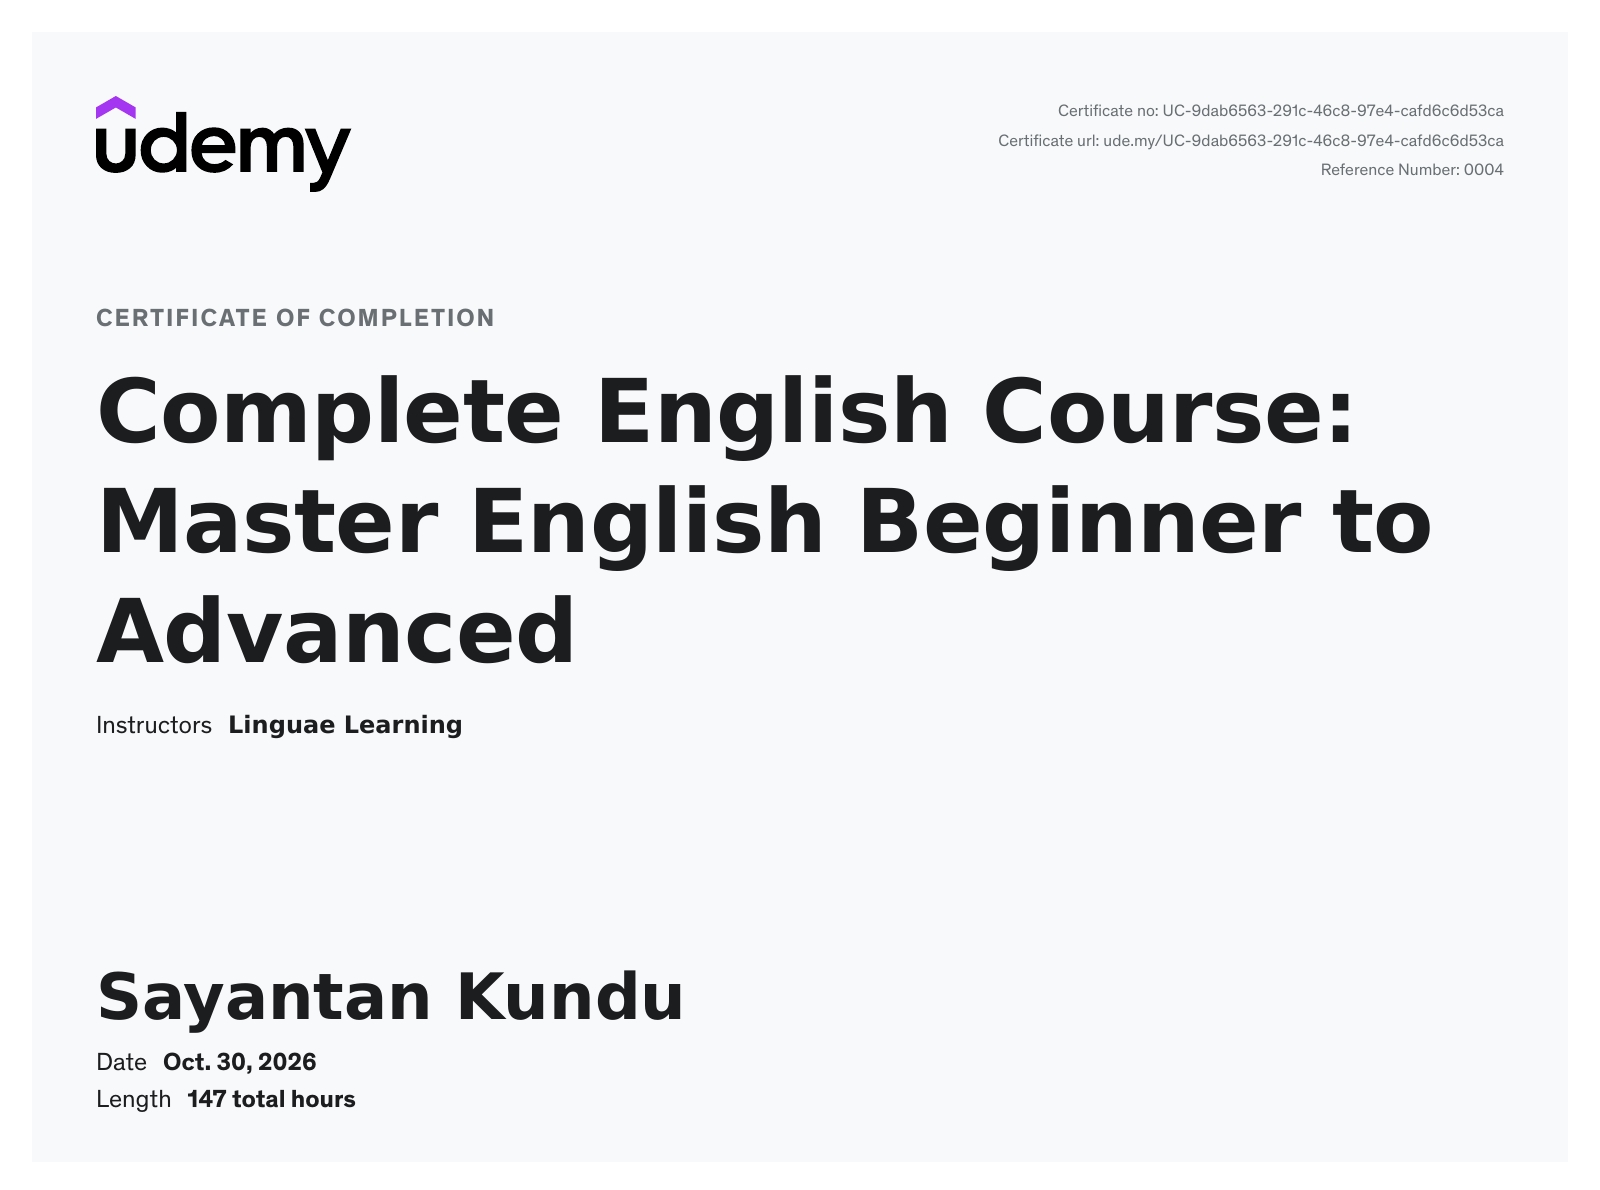 udemy
Certificate no: UC-9dab6563-291c-46c8-97e4-cafd6c6d53ca
Certificate url: ude.my/UC-9dab6563-291c-46c8-97e4-cafd6c6d53ca
Reference Number: 0004
CERTIFICATE OF COMPLETION
Complete English Course:
Master English Beginner to
Advanced
Instructors Linguae Learning
Sayantan Kundu
Date Oct. 30, 2026
Length 147 total hours